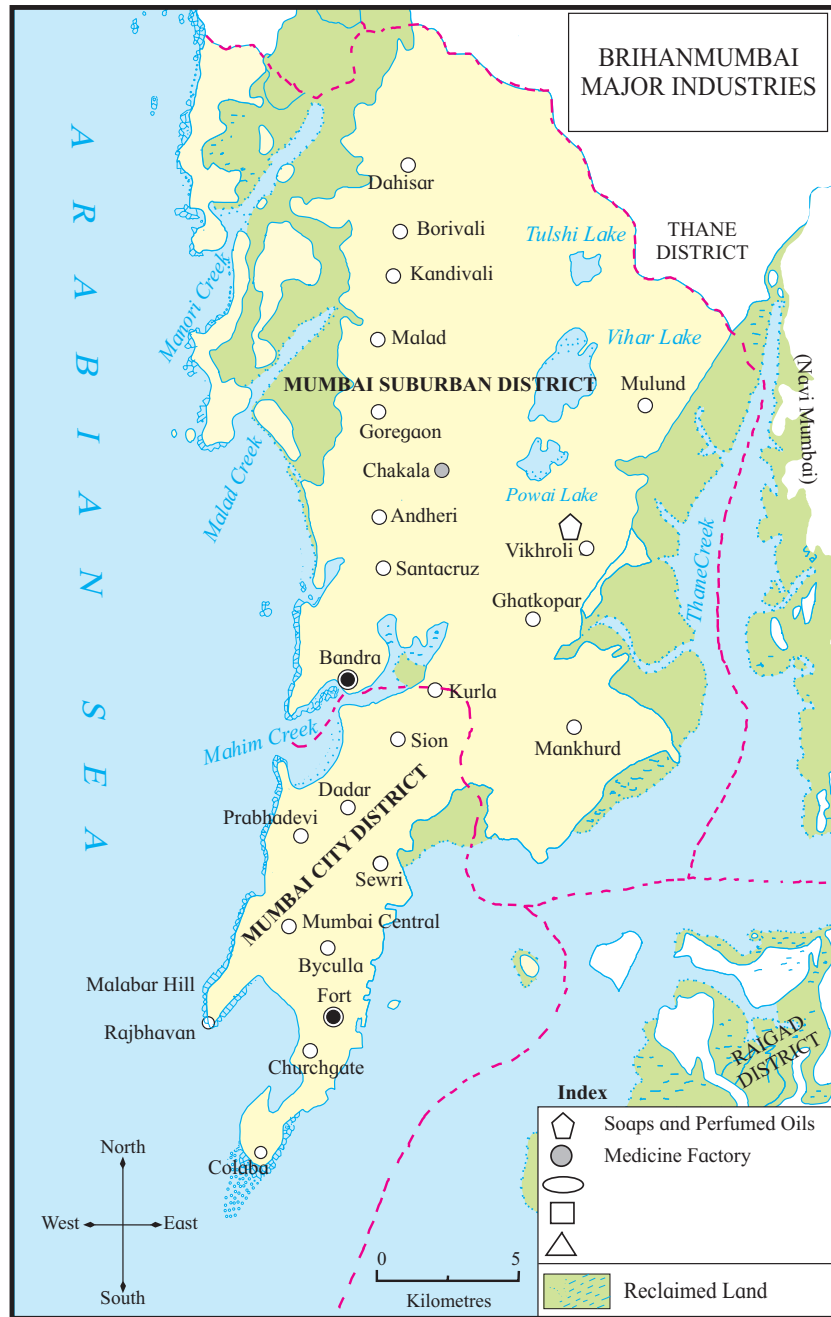 BRIHANMUMBAI
MAJOR INDUSTRIES
ARABIAN SEA
Dahisar
Borivali
Tulshi Lake
THANE
DISTRICT
Kandivali
Manori Creek
Malad
Vihar Lake
MUMBAI SUBURBAN DISTRICT
Mulund
(Navi Mumbai)
Goregaon
Chakala
Malad Creek
Powai Lake
Andheri
Vikhroli
ThaneCreek
Santacruz
Ghatkopar
Bandra
Kurla
Mahim Creek
Sion
Mankhurd
Dadar
Prabhadevi
MUMBAI CITY DISTRICT
Sewri
Mumbai Central
Byculla
Malabar Hill
Fort
Rajbhavan
Churchgate
RAIGAD
DISTRICT
Colaba
North
West
East
South
0 5
Kilometres
Index
Soaps and Perfumed Oils
Medicine Factory
Reclaimed Land